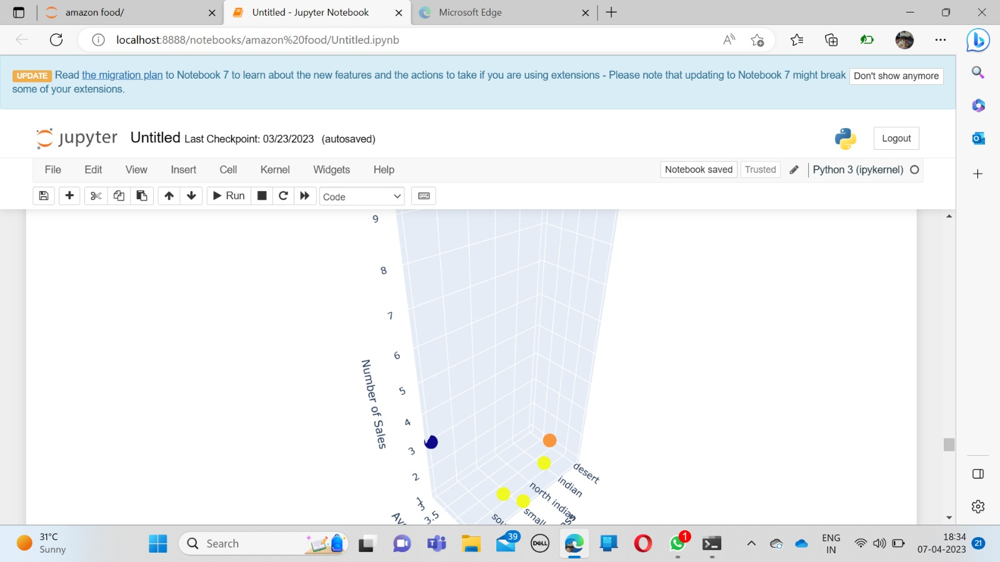 amazon food/
Untitled - Jupyter Notebook
Microsoft Edge
localhost:8888/notebooks/amazon%20food/Untitled.ipynb
UPDATE Read the migration plan to Notebook 7 to learn about the new features and the actions to take if you are using extensions - Please note that updating to Notebook 7 might break
some of your extensions.
Don't show anymore
jupyter Untitled Last Checkpoint: 03/23/2023 (autosaved)
Logout
File Edit View Insert Cell Kernel Widgets Help
Notebook saved Trusted Python 3 (ipykernel)
Run Code
9
8
7
6
5
4
3
2
1
Number of Sales
3
3.5
desert
indian
north indian
small
31°C
Sunny
Search
39
DELL
1
ENG
IN
18:34
07-04-2023
21